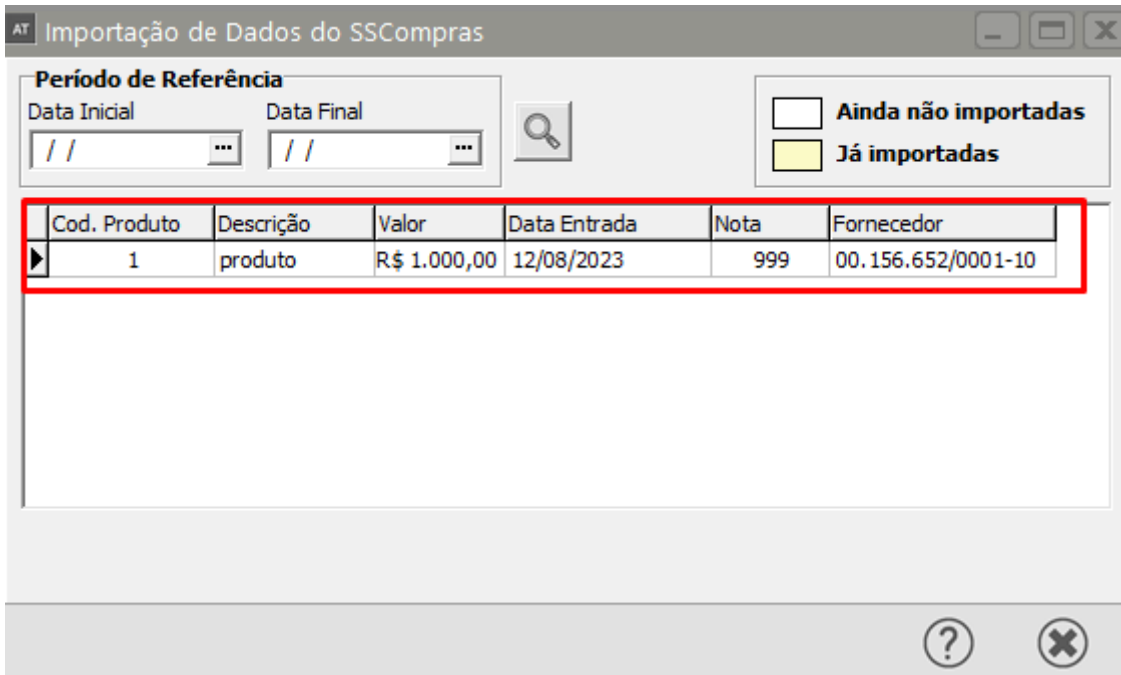 AT Importação de Dados do SSCompras
Período de Referência
Data Inicial Data Final
/ / ... / / ...
Ainda não importadas
Já importadas
Cod. Produto Descrição Valor Data Entrada Nota Fornecedor
1 produto R$ 1.000,00 12/08/2023 999 00.156.652/0001-10
?